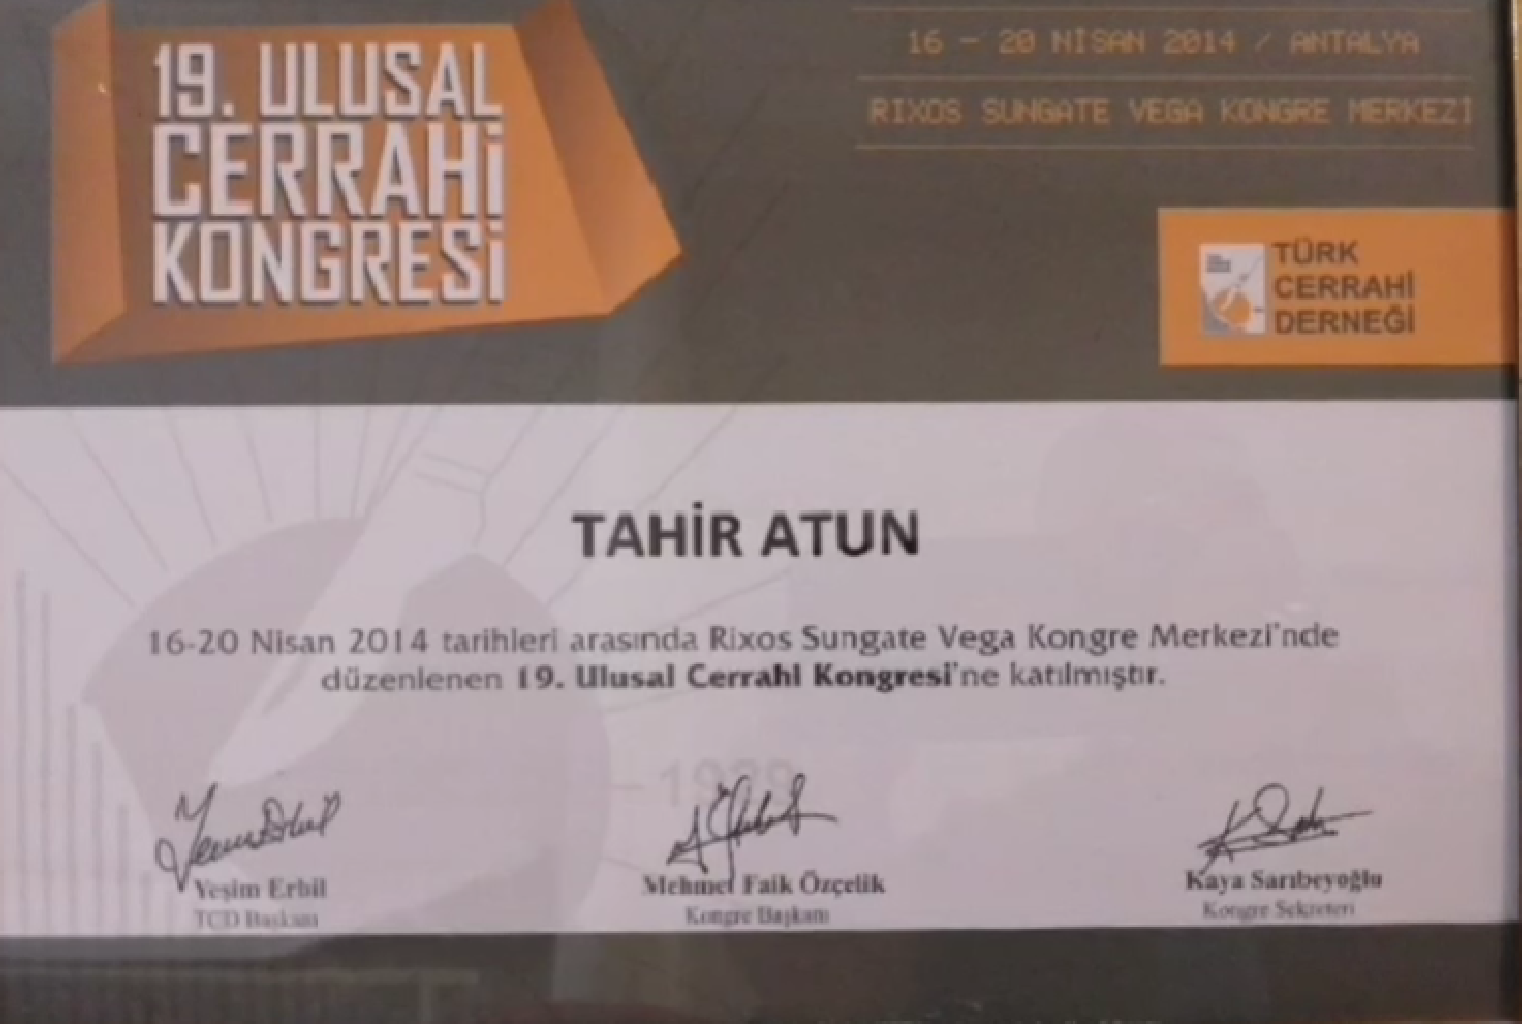 19. ULUSAL
CERRAHİ
KONGRESİ
16 - 20 NİSAN 2014 / ANTALYA
RIXOS SUNGATE VEGA KONGRE MERKEZİ
TÜRK
CERRAHİ
DERNEĞİ
TAHİR ATUN
16-20 Nisan 2014 tarihleri arasında Rixos Sungate Vega Kongre Merkezi'nde
düzenlenen 19. Ulusal Cerrahi Kongresi'ne katılmıştır.
Yeşim Erbil
TCD Başkanı
Mehmet Faik Özçelik
Kongre Başkanı
Kaya Sarıbeyoğlu
Kongre Sekreteri